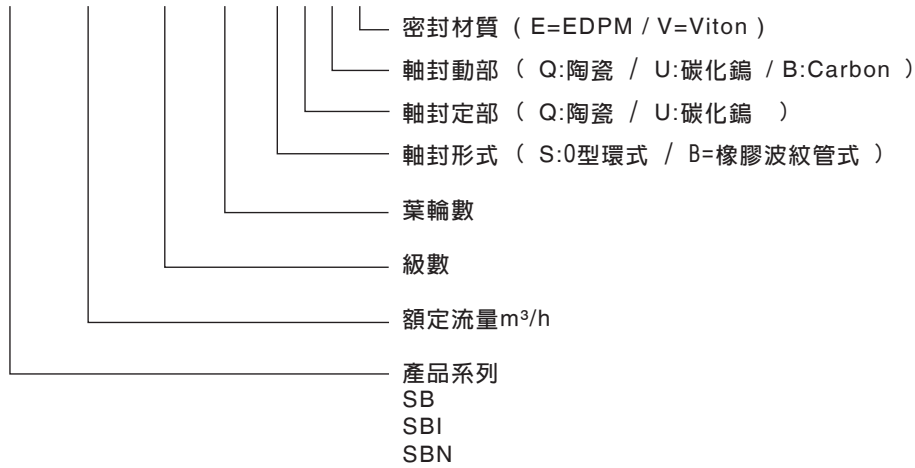 密封材質 ( E=EDPM / V=Viton )
軸封動部 ( Q:陶瓷 / U:碳化鎢 / B:Carbon )
軸封定部 ( Q:陶瓷 / U:碳化鎢 )
軸封形式 ( S:O型環式 / B=橡膠波紋管式 )
葉輪數
級數
額定流量m³/h
產品系列
SB
SBI
SBN